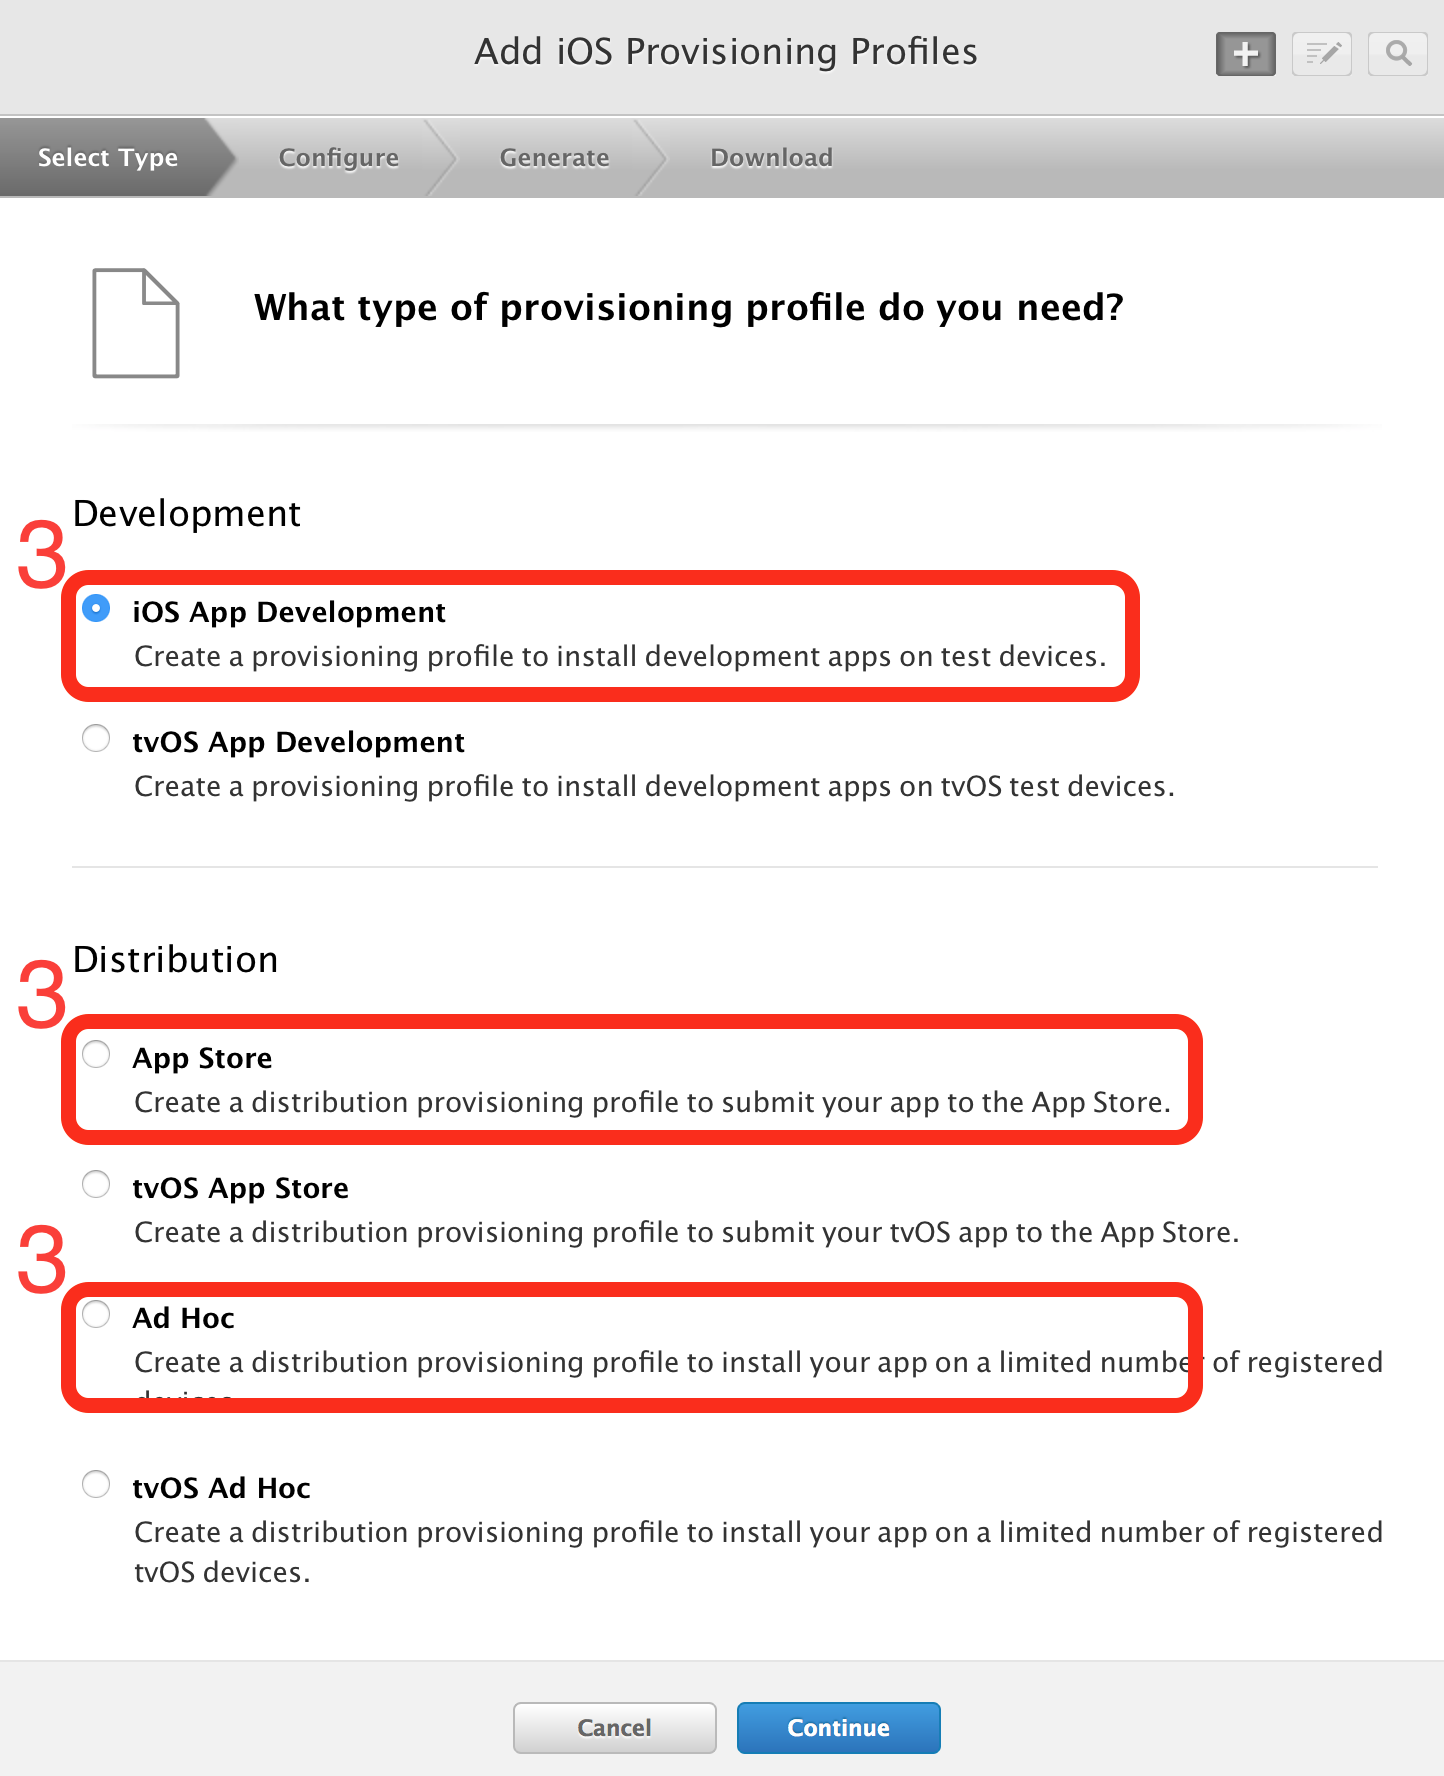 Add iOS Provisioning Profiles
Select Type
Configure
Generate
Download
What type of provisioning profile do you need?
Development
3
iOS App Development
Create a provisioning profile to install development apps on test devices.
tvOS App Development
Create a provisioning profile to install development apps on tvOS test devices.
Distribution
3
App Store
Create a distribution provisioning profile to submit your app to the App Store.
tvOS App Store
Create a distribution provisioning profile to submit your tvOS app to the App Store.
3
Ad Hoc
Create a distribution provisioning profile to install your app on a limited number of registered
devices.
tvOS Ad Hoc
Create a distribution provisioning profile to install your app on a limited number of registered
tvOS devices.
Cancel
Continue